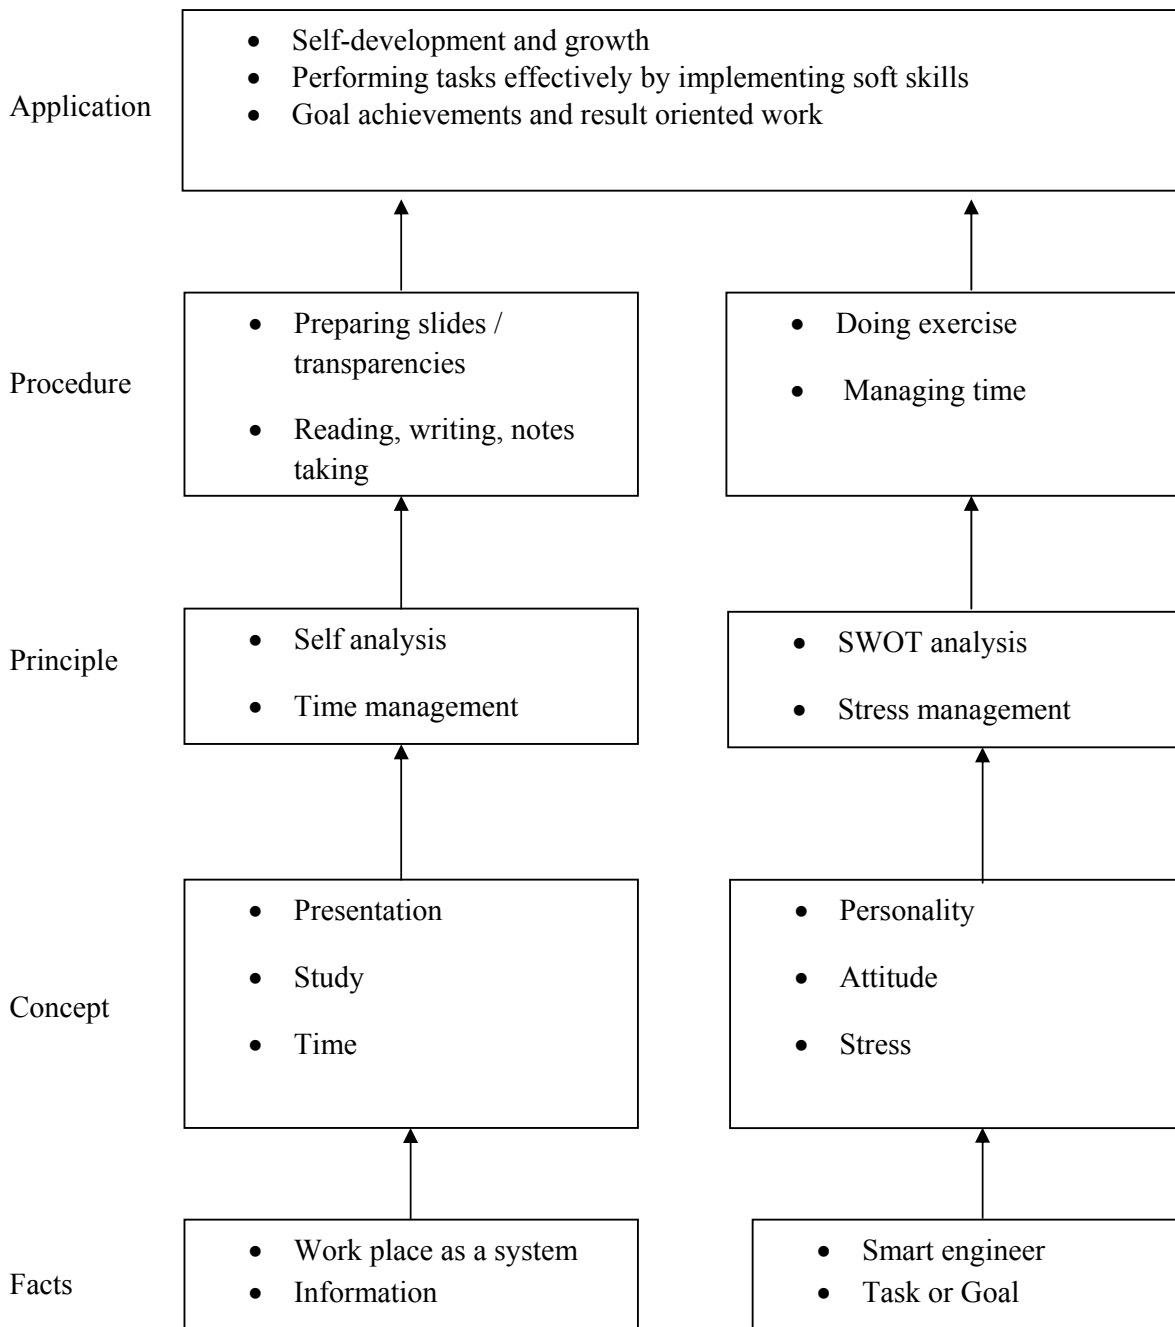 Application
• Self-development and growth
• Performing tasks effectively by implementing soft skills
• Goal achievements and result oriented work
Procedure
• Preparing slides /
transparencies
• Reading, writing, notes
taking
• Doing exercise
• Managing time
Principle
• Self analysis
• Time management
• SWOT analysis
• Stress management
Concept
• Presentation
• Study
• Time
• Personality
• Attitude
• Stress
Facts
• Work place as a system
• Information
• Smart engineer
• Task or Goal